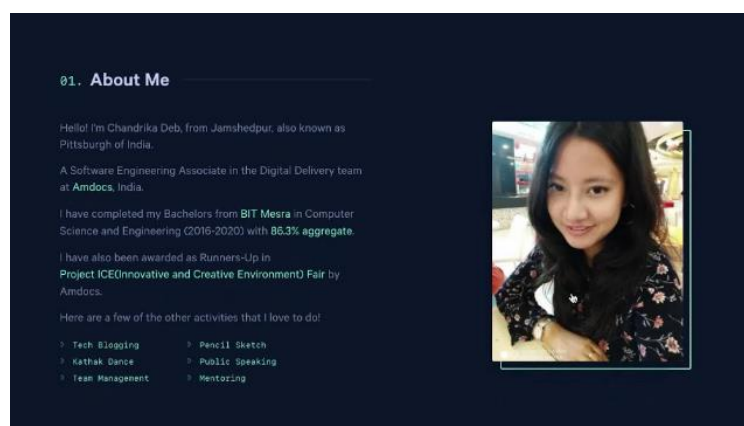 01. About Me
Hello! I'm Chandrika Deb, from Jamshedpur, also known as
Pittsburgh of India.
A Software Engineering Associate in the Digital Delivery team
at Amdocs, India.
I have completed my Bachelors from BIT Mesra in Computer
Science and Engineering (2016-2020) with 86.3% aggregate.
I have also been awarded as Runners-Up in
Project ICE(Innovative and Creative Environment) Fair by
Amdocs.
Here are a few of the other activities that I love to do!
Tech Blogging
Kathak Dance
Team Management
Pencil Sketch
Public Speaking
Mentoring